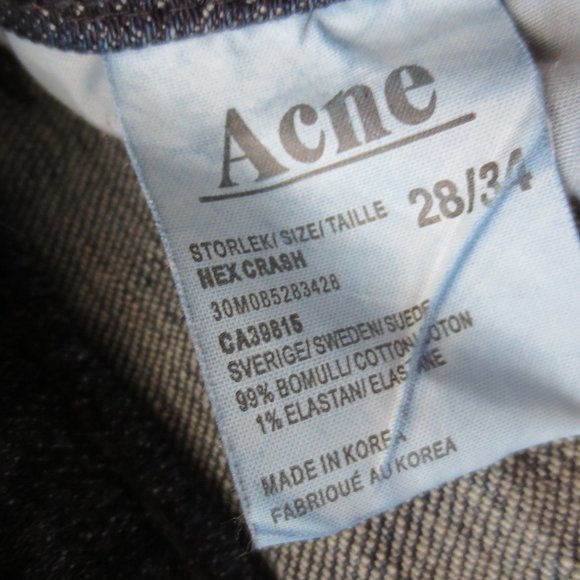 Acne
STORLEK/SIZE/TAILLE 28/34
HEX CRASH
30M0B5283428
CA39815
SVERIGE/SWEDEN/SUEDE
99% BOMULL/COTTON/COTON
1% ELASTAN/ELASTANE
MADE IN KOREA
FABRIQUÉ AU KOREA